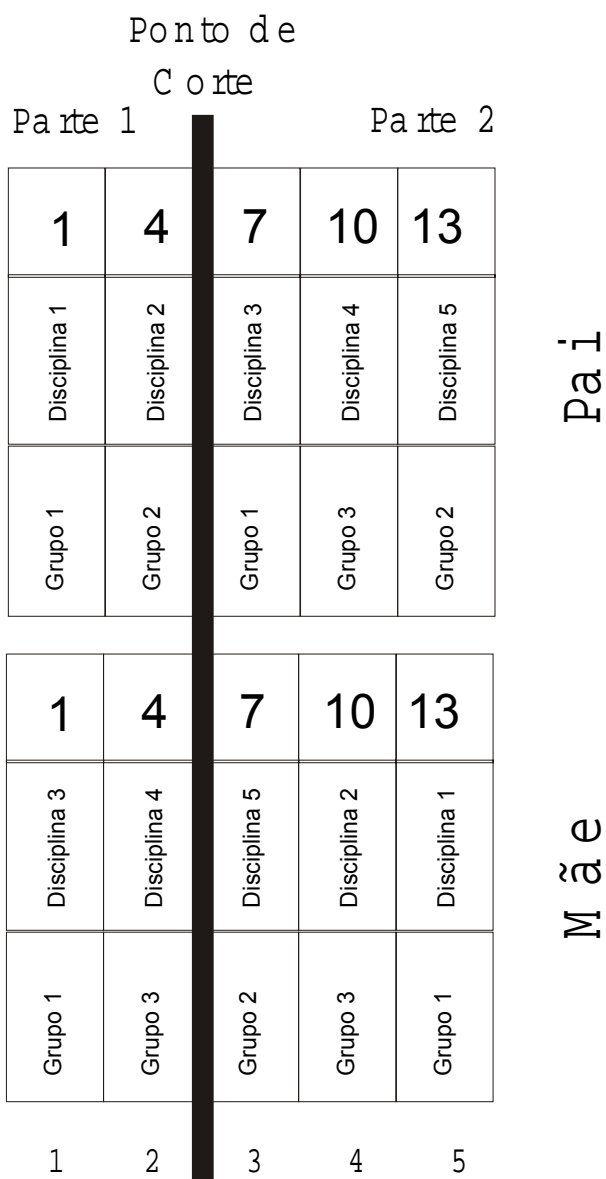 Ponto de
Corte
Parte 1 Parte 2
1 4 7 10 13
Disciplina 1 Disciplina 2 Disciplina 3 Disciplina 4 Disciplina 5
Grupo 1 Grupo 2 Grupo 1 Grupo 3 Grupo 2
Pai
1 4 7 10 13
Disciplina 3 Disciplina 4 Disciplina 5 Disciplina 2 Disciplina 1
Grupo 1 Grupo 3 Grupo 2 Grupo 3 Grupo 1
Mãe
1 2 3 4 5